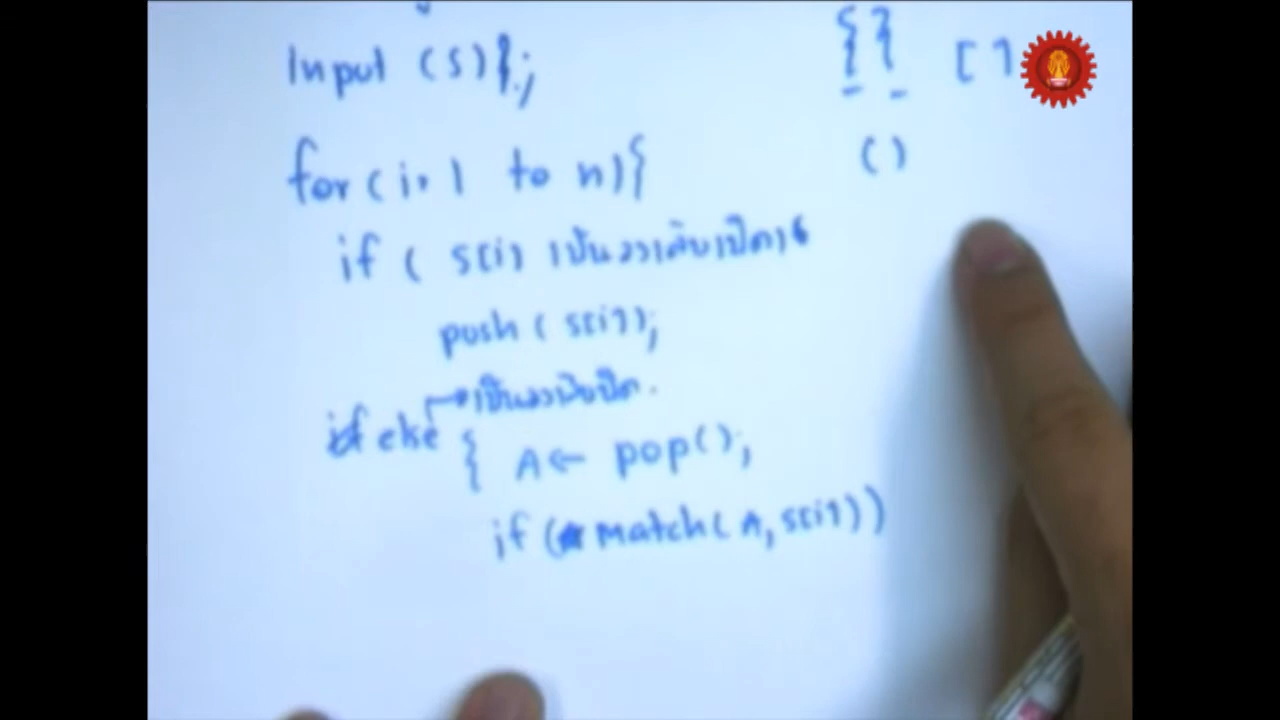 Input (s);
{ } [ ]
for(i=1 to n){
( )
if ( s[i] เป็นวงเล็บเปิด)
push ( s[i]);
→ เป็นวงเล็บปิด.
else { A← pop();
if ( Match( A, s[i]))